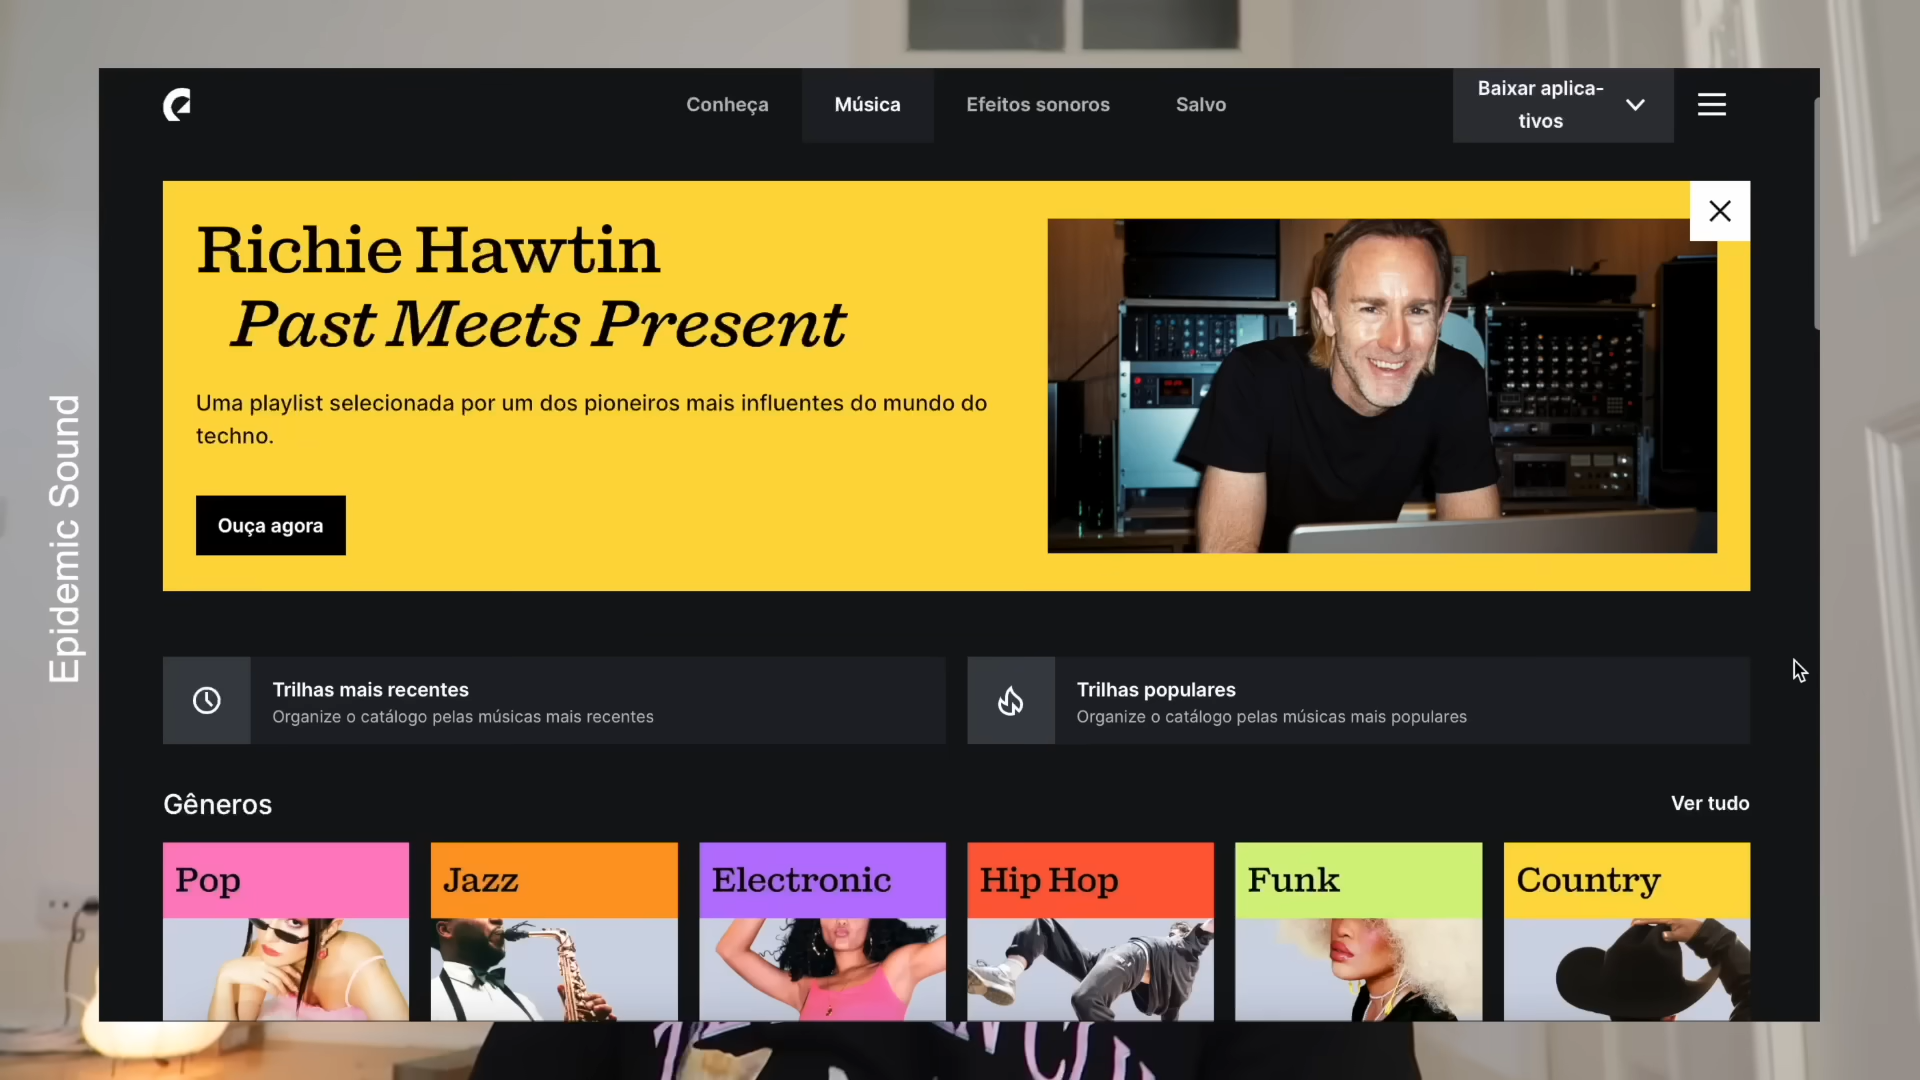 Conheça
Música
Efeitos sonoros
Salvo
Baixar aplica-
tivos
Richie Hawtin
Past Meets Present
Uma playlist selecionada por um dos pioneiros mais influentes do mundo do
techno.
Ouça agora
Epidemic Sound
Trilhas mais recentes
Organize o catálogo pelas músicas mais recentes
Trilhas populares
Organize o catálogo pelas músicas mais populares
Gêneros
Ver tudo
Pop
Jazz
Electronic
Hip Hop
Funk
Country